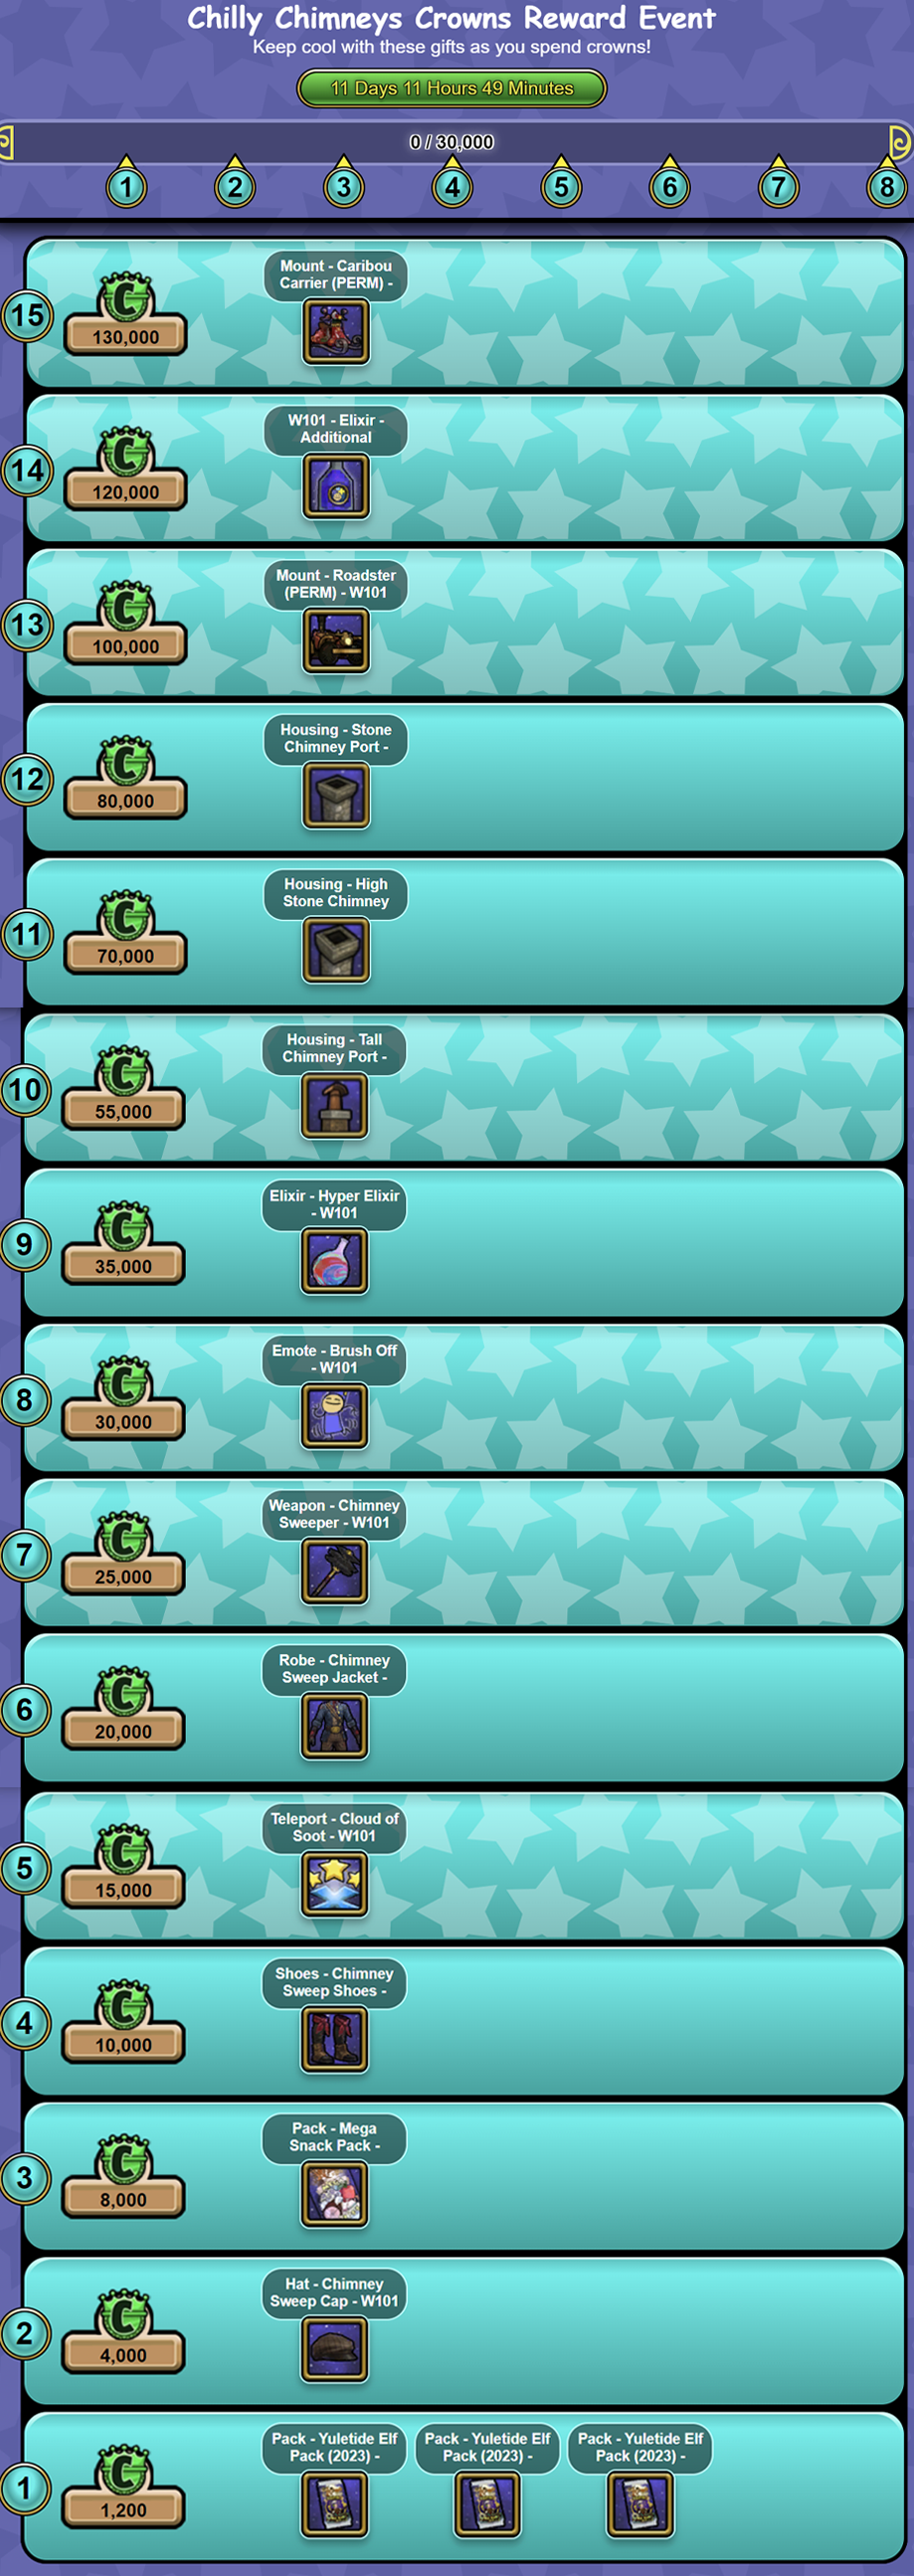 Chilly Chimneys Crowns Reward Event
Keep cool with these gifts as you spend crowns!
11 Days 11 Hours 49 Minutes
0 / 30,000
1 2 3 4 5 6 7 8
Mount - Caribou
Carrier (PERM) -
15
130,000
W101 - Elixir -
Additional
14
120,000
Mount - Roadster
(PERM) - W101
13
100,000
Housing - Stone
Chimney Port -
12
80,000
Housing - High
Stone Chimney
11
70,000
Housing - Tall
Chimney Port -
10
55,000
Elixir - Hyper Elixir
- W101
9
35,000
Emote - Brush Off
- W101
8
30,000
Weapon - Chimney
Sweeper - W101
7
25,000
Robe - Chimney
Sweep Jacket -
6
20,000
Teleport - Cloud of
Soot - W101
5
15,000
Shoes - Chimney
Sweep Shoes -
4
10,000
Pack - Mega
Snack Pack -
3
8,000
Hat - Chimney
Sweep Cap - W101
2
4,000
Pack - Yuletide Elf
Pack (2023) -
Pack - Yuletide Elf
Pack (2023) -
Pack - Yuletide Elf
Pack (2023) -
1
1,200